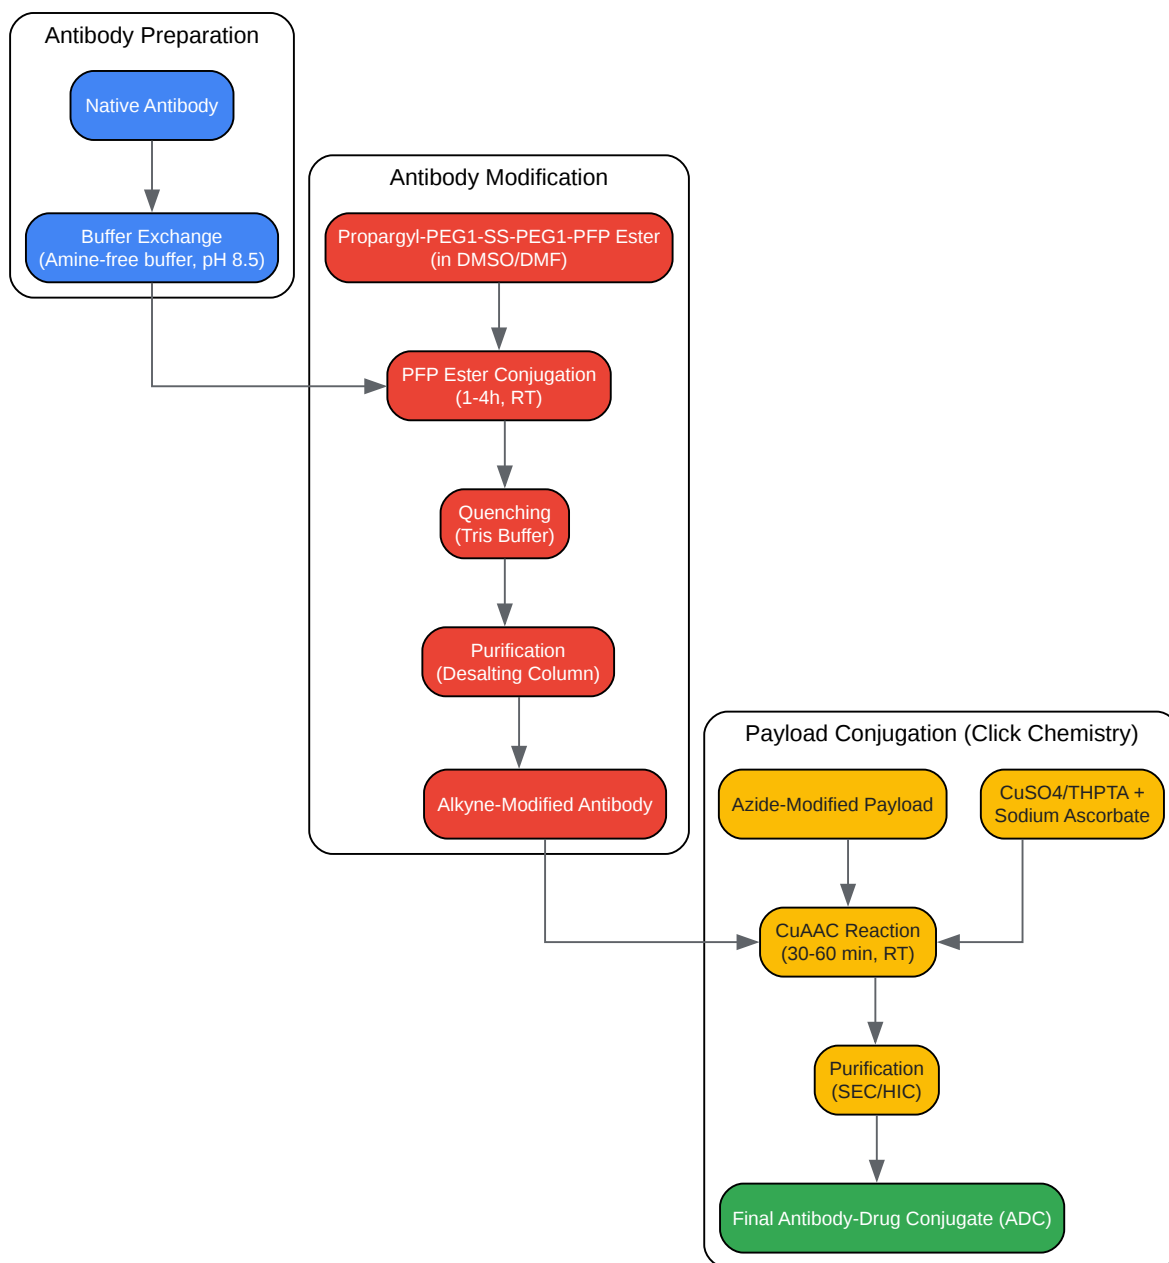 Antibody Preparation
Native Antibody
Buffer Exchange
(Amine-free buffer, pH 8.5)
Antibody Modification
Propargyl-PEG1-SS-PEG1-PFP Ester
(in DMSO/DMF)
PFP Ester Conjugation
(1-4h, RT)
Quenching
(Tris Buffer)
Purification
(Desalting Column)
Alkyne-Modified Antibody
Payload Conjugation (Click Chemistry)
Azide-Modified Payload
CuSO4/THPTA +
Sodium Ascorbate
CuAAC Reaction
(30-60 min, RT)
Purification
(SEC/HIC)
Final Antibody-Drug Conjugate (ADC)